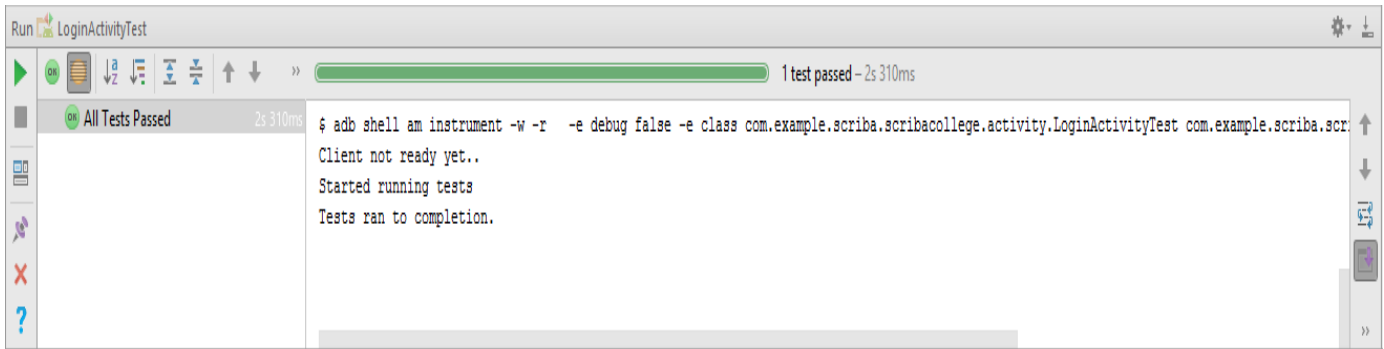 Run LoginActivityTest
OK a z » 1 test passed – 2s 310ms
OK All Tests Passed 2s 310ms
$ adb shell am instrument -w -r -e debug false -e class com.example.scriba.scribacollege.activity.LoginActivityTest com.example.scriba.scr
Client not ready yet..
Started running tests
Tests ran to completion.
?
»